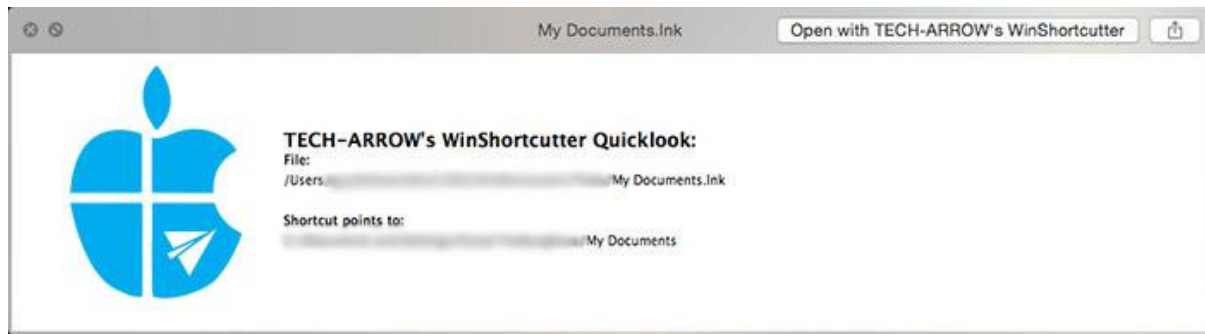 My Documents.lnk
Open with TECH-ARROW's WinShortcutter
TECH-ARROW's WinShortcutter Quicklook:
File:
/Users /My Documents.lnk
Shortcut points to:
/My Documents